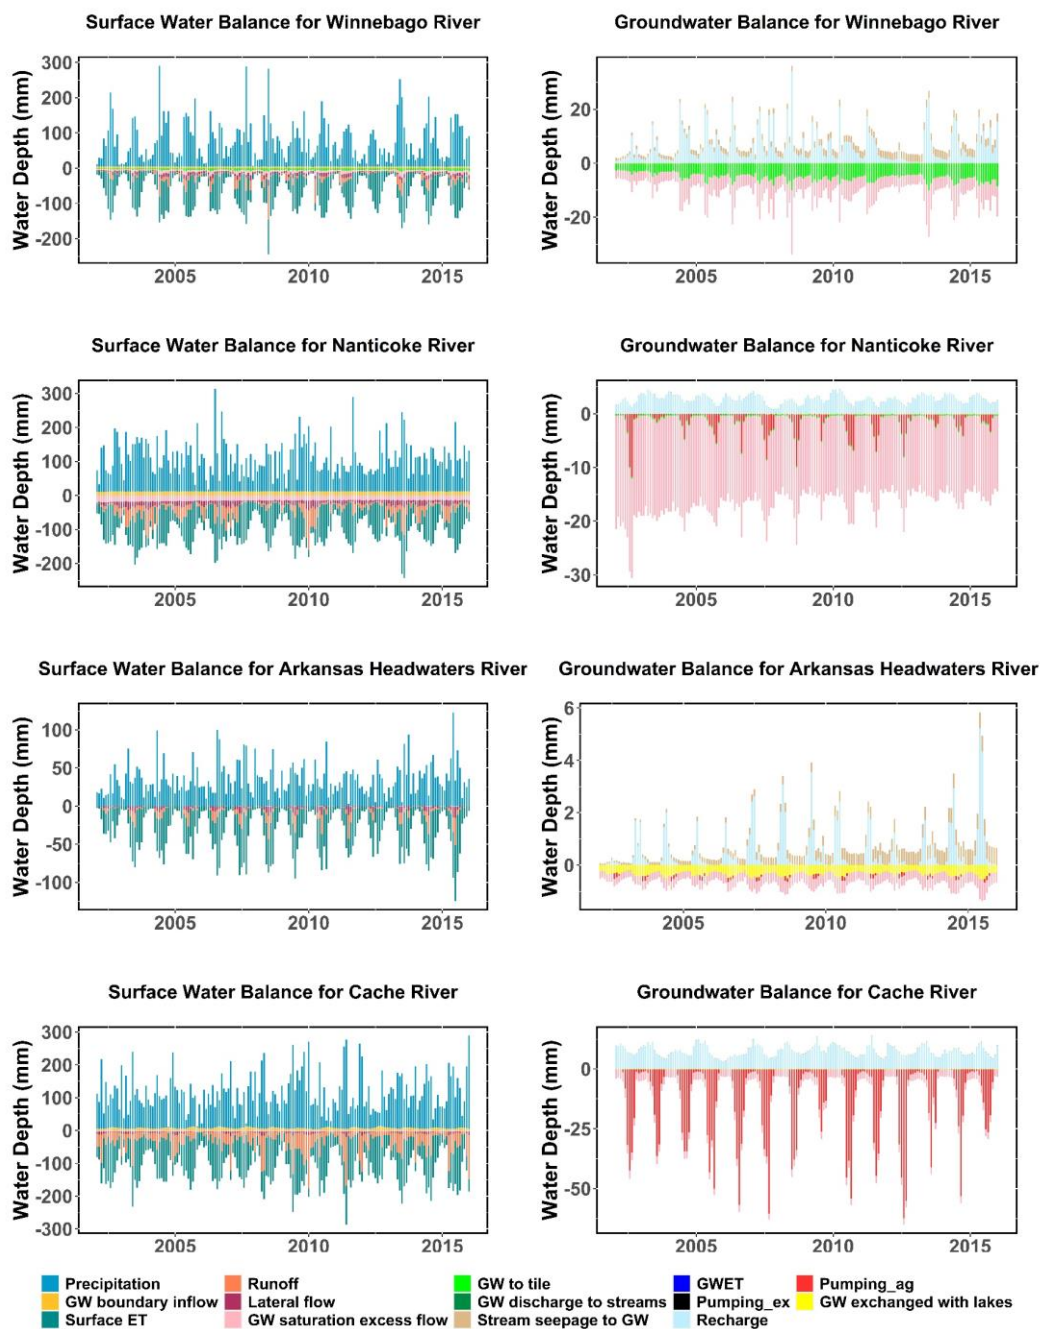 Surface Water Balance for Winnebago River
Groundwater Balance for Winnebago River
Water Depth (mm)
300
200
100
0
-100
-200
2005
2010
2015
Water Depth (mm)
20
0
-20
2005
2010
2015
Surface Water Balance for Nanticoke River
Groundwater Balance for Nanticoke River
Water Depth (mm)
300
200
100
0
-100
-200
2005
2010
2015
Water Depth (mm)
0
-10
-20
-30
2005
2010
2015
Surface Water Balance for Arkansas Headwaters River
Groundwater Balance for Arkansas Headwaters River
Water Depth (mm)
100
50
0
-50
-100
2005
2010
2015
Water Depth (mm)
6
4
2
0
2005
2010
2015
Surface Water Balance for Cache River
Groundwater Balance for Cache River
Water Depth (mm)
300
200
100
0
-100
-200
-300
2005
2010
2015
Water Depth (mm)
0
-25
-50
2005
2010
2015
Precipitation
GW boundary inflow
Surface ET
Runoff
Lateral flow
GW saturation excess flow
GW to tile
GW discharge to streams
Stream seepage to GW
GWET
Pumping_ex
Recharge
Pumping_ag
GW exchanged with lakes